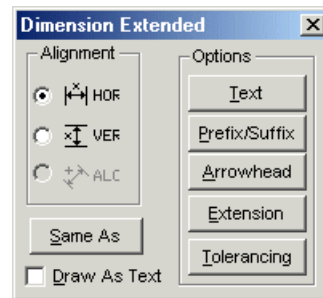 Dimension Extended
Alignment
HOR
VER
ALC
Same As
Draw As Text
Options
Text
Prefix/Suffix
Arrowhead
Extension
Tolerancing